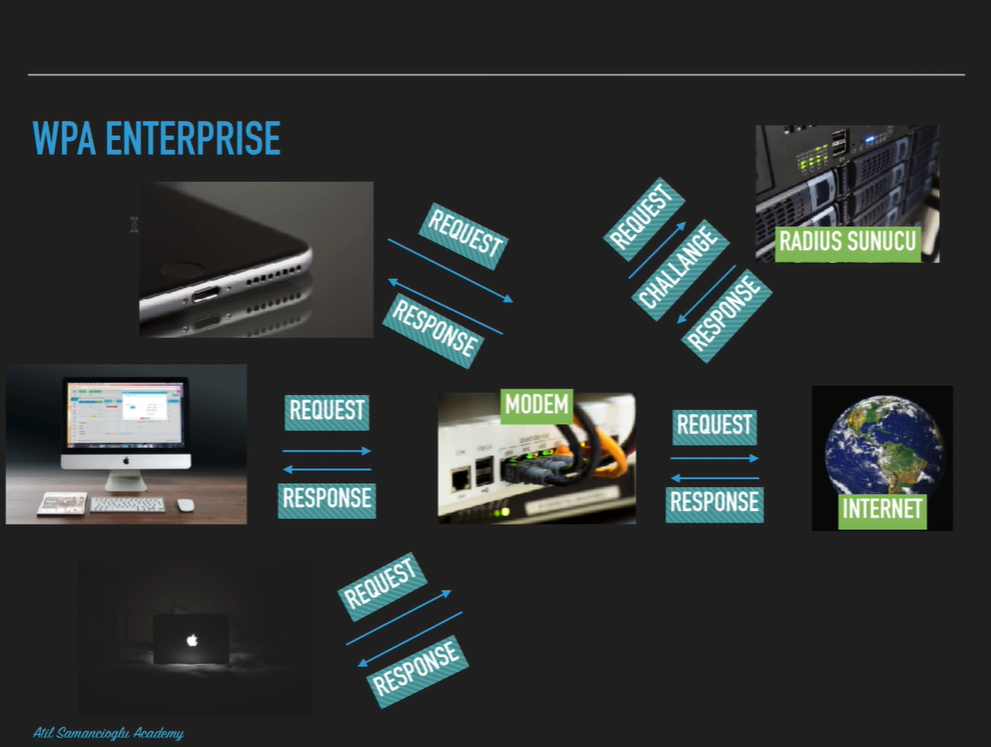 WPA ENTERPRISE
REQUEST
RESPONSE
REQUEST
CHALLANGE
RESPONSE
RADIUS SUNUCU
REQUEST
RESPONSE
MODEM
REQUEST
RESPONSE
INTERNET
REQUEST
RESPONSE
Atil Samancioglu Academy